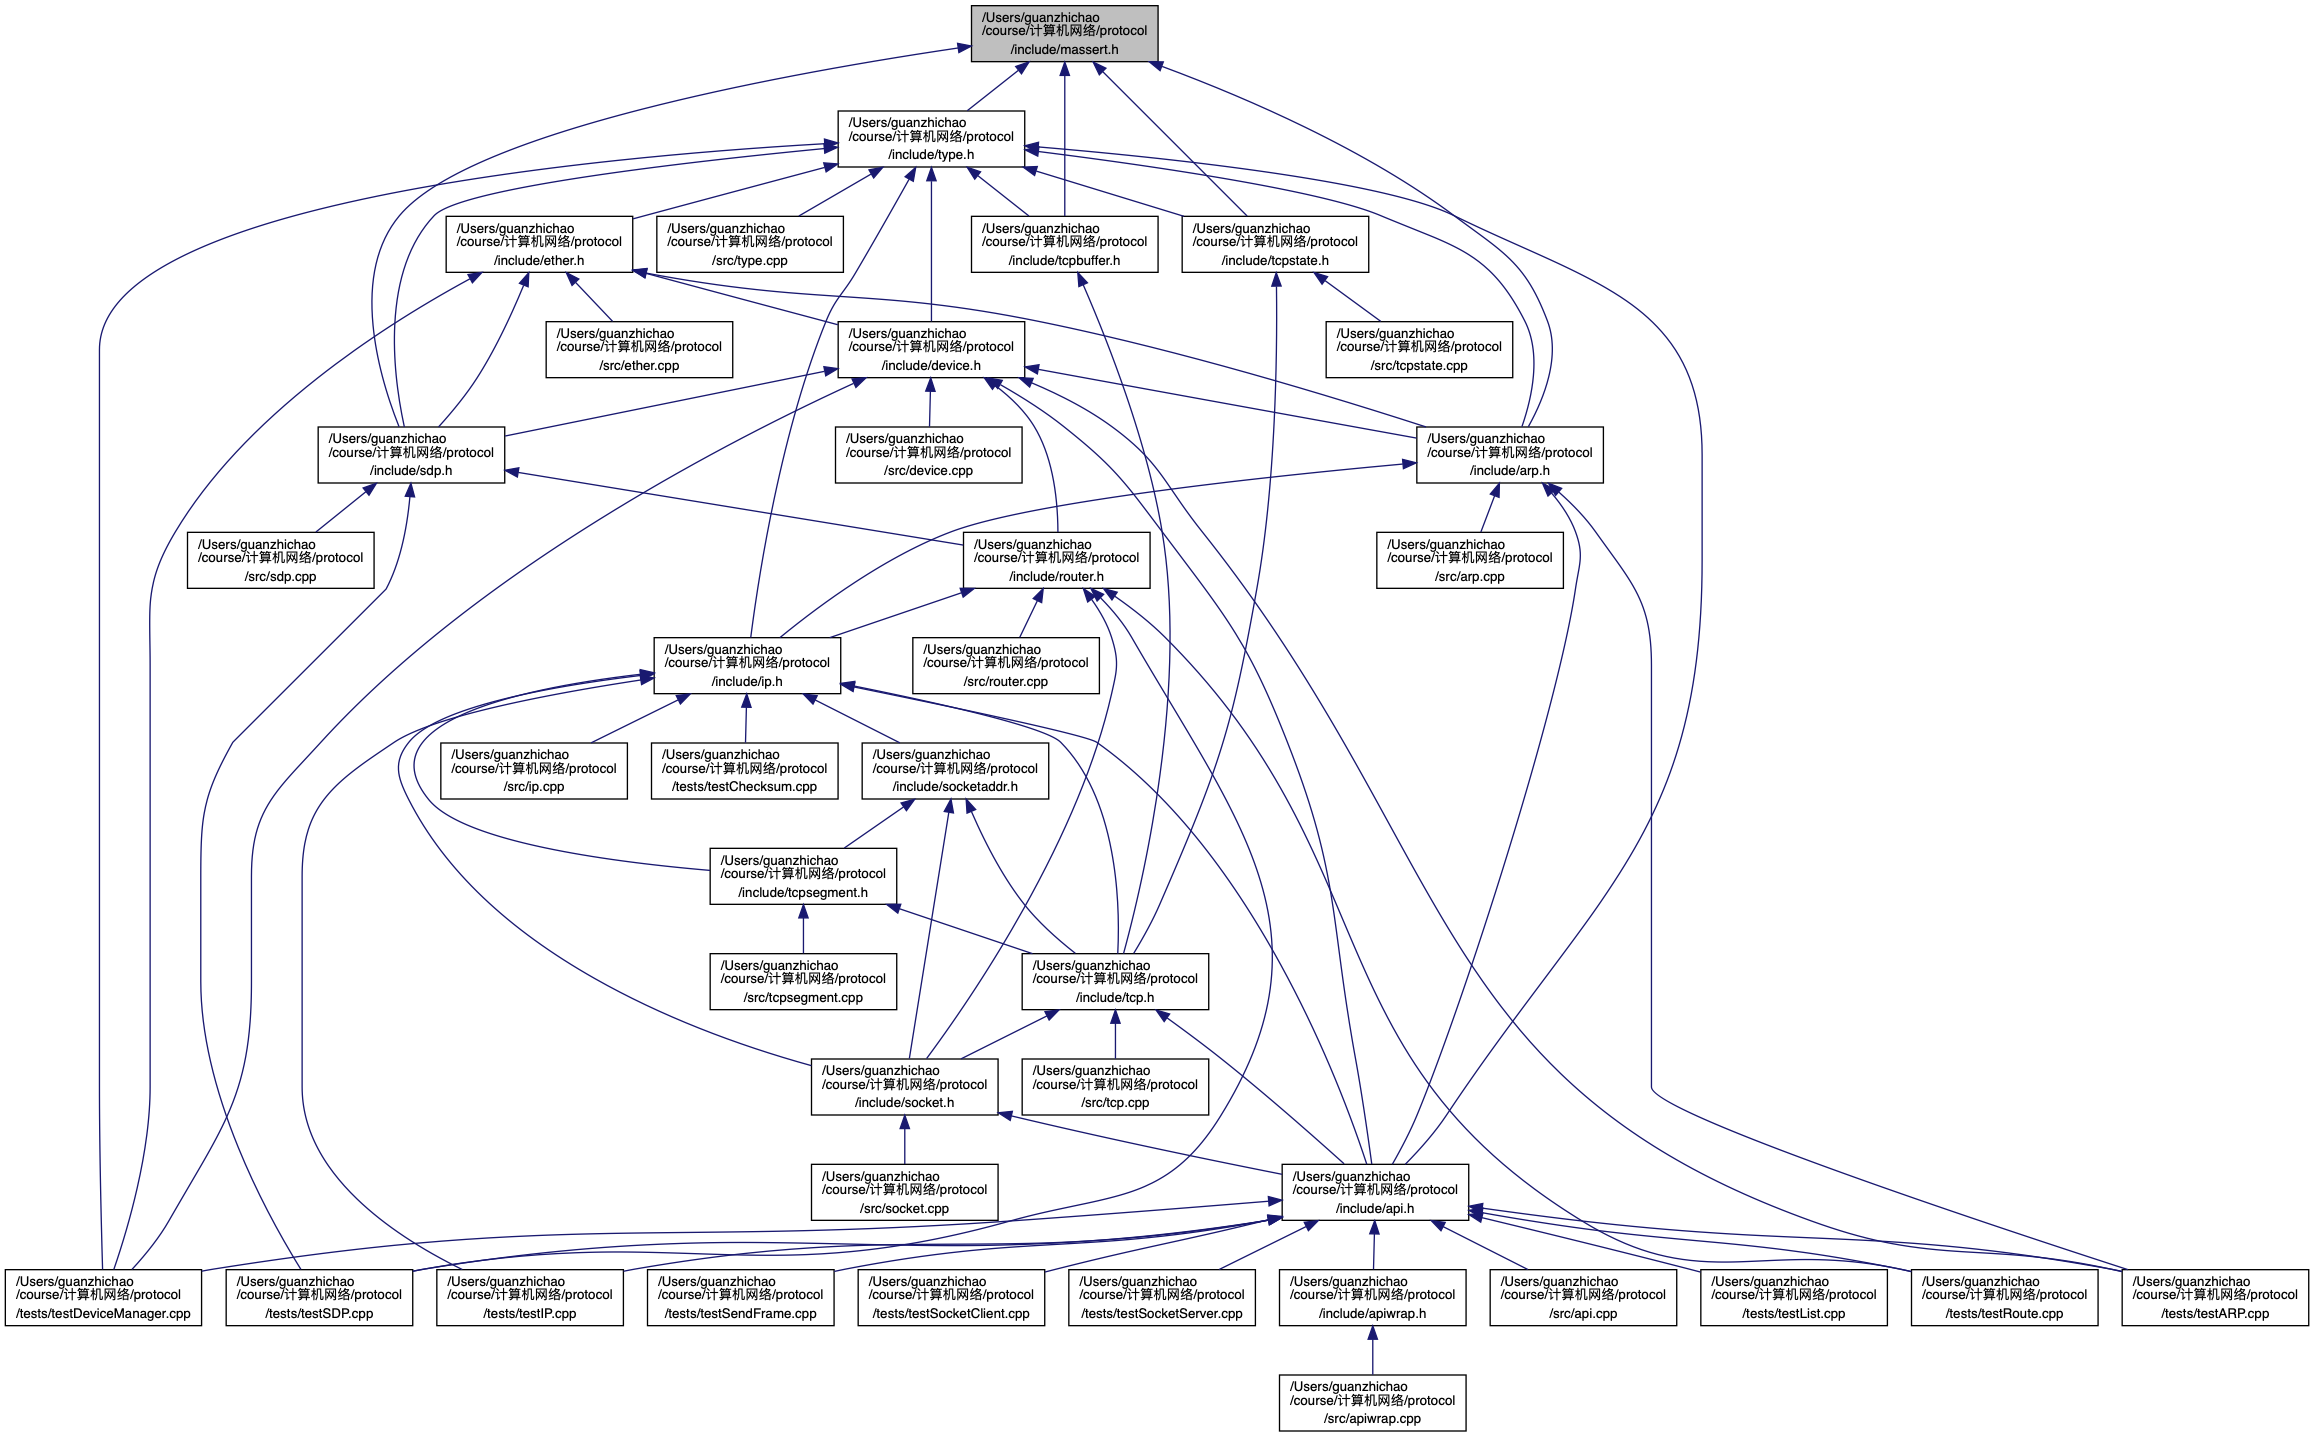 /Users/guanzhichao
/course/计算机网络/protocol
/include/massert.h
/Users/guanzhichao
/course/计算机网络/protocol
/include/type.h
/Users/guanzhichao
/course/计算机网络/protocol
/include/ether.h
/Users/guanzhichao
/course/计算机网络/protocol
/src/type.cpp
/Users/guanzhichao
/course/计算机网络/protocol
/include/tcpbuffer.h
/Users/guanzhichao
/course/计算机网络/protocol
/include/tcpstate.h
/Users/guanzhichao
/course/计算机网络/protocol
/src/ether.cpp
/Users/guanzhichao
/course/计算机网络/protocol
/include/device.h
/Users/guanzhichao
/course/计算机网络/protocol
/src/tcpstate.cpp
/Users/guanzhichao
/course/计算机网络/protocol
/include/sdp.h
/Users/guanzhichao
/course/计算机网络/protocol
/src/device.cpp
/Users/guanzhichao
/course/计算机网络/protocol
/include/arp.h
/Users/guanzhichao
/course/计算机网络/protocol
/src/sdp.cpp
/Users/guanzhichao
/course/计算机网络/protocol
/include/router.h
/Users/guanzhichao
/course/计算机网络/protocol
/src/arp.cpp
/Users/guanzhichao
/course/计算机网络/protocol
/include/ip.h
/Users/guanzhichao
/course/计算机网络/protocol
/src/router.cpp
/Users/guanzhichao
/course/计算机网络/protocol
/src/ip.cpp
/Users/guanzhichao
/course/计算机网络/protocol
/tests/testChecksum.cpp
/Users/guanzhichao
/course/计算机网络/protocol
/include/socketaddr.h
/Users/guanzhichao
/course/计算机网络/protocol
/include/tcpsegment.h
/Users/guanzhichao
/course/计算机网络/protocol
/src/tcpsegment.cpp
/Users/guanzhichao
/course/计算机网络/protocol
/include/tcp.h
/Users/guanzhichao
/course/计算机网络/protocol
/include/socket.h
/Users/guanzhichao
/course/计算机网络/protocol
/src/tcp.cpp
/Users/guanzhichao
/course/计算机网络/protocol
/src/socket.cpp
/Users/guanzhichao
/course/计算机网络/protocol
/include/api.h
/Users/guanzhichao
/course/计算机网络/protocol
/tests/testDeviceManager.cpp
/Users/guanzhichao
/course/计算机网络/protocol
/tests/testSDP.cpp
/Users/guanzhichao
/course/计算机网络/protocol
/tests/testIP.cpp
/Users/guanzhichao
/course/计算机网络/protocol
/tests/testSendFrame.cpp
/Users/guanzhichao
/course/计算机网络/protocol
/tests/testSocketClient.cpp
/Users/guanzhichao
/course/计算机网络/protocol
/tests/testSocketServer.cpp
/Users/guanzhichao
/course/计算机网络/protocol
/include/apiwrap.h
/Users/guanzhichao
/course/计算机网络/protocol
/src/api.cpp
/Users/guanzhichao
/course/计算机网络/protocol
/tests/testList.cpp
/Users/guanzhichao
/course/计算机网络/protocol
/tests/testRoute.cpp
/Users/guanzhichao
/course/计算机网络/protocol
/tests/testARP.cpp
/Users/guanzhichao
/course/计算机网络/protocol
/src/apiwrap.cpp